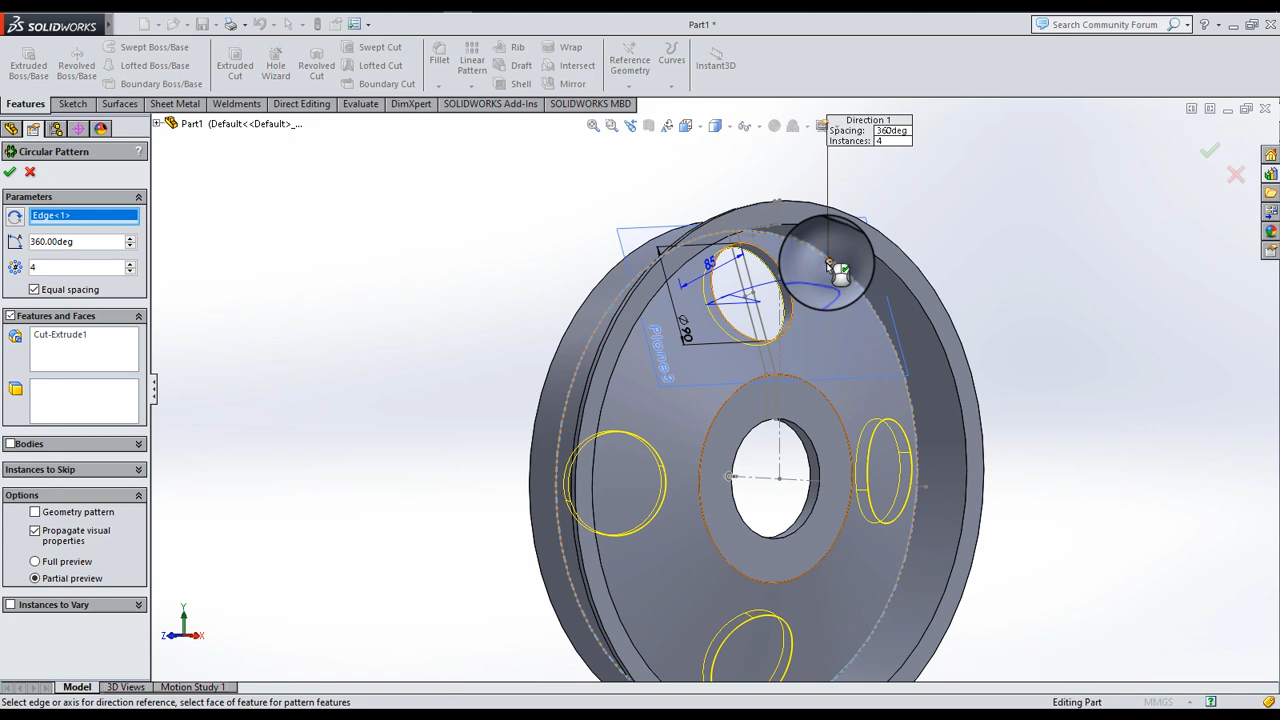 SOLIDWORKS
Part1 *
Search Community Forum
Extruded Boss/Base
Revolved Boss/Base
Swept Boss/Base
Lofted Boss/Base
Boundary Boss/Base
Extruded Cut
Hole Wizard
Revolved Cut
Swept Cut
Lofted Cut
Boundary Cut
Fillet
Linear Pattern
Rib
Draft
Shell
Wrap
Intersect
Mirror
Reference Geometry
Curves
Instant3D
Features
Sketch
Surfaces
Sheet Metal
Weldments
Direct Editing
Evaluate
DimXpert
SOLIDWORKS Add-Ins
SOLIDWORKS MBD
Part1 (Default<<Default>_...
Direction 1
Spacing: 360deg
Instances: 4
Circular Pattern
?
Parameters
Edge<1>
360.00deg
4
Equal spacing
Features and Faces
Cut-Extrude1
Bodies
Instances to Skip
Options
Geometry pattern
Propagate visual
properties
Full preview
Partial preview
Instances to Vary
85
Ø90
Plane3
Y
Z
X
Model
3D Views
Motion Study 1
Select edge or axis for direction reference, select face of feature for pattern features
Editing Part
MMGS